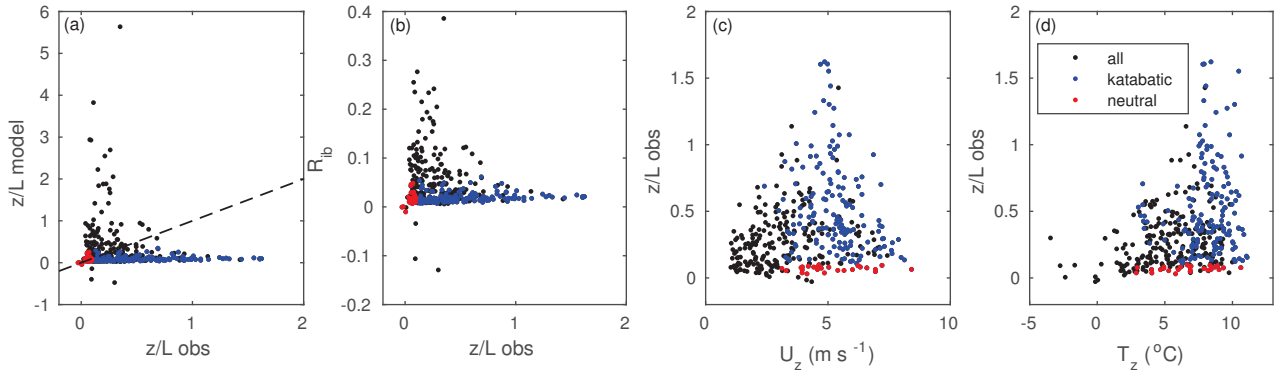 (a)
6
5
4
3
2
1
0
-1
z/L model
0
1
2
z/L obs
(b)
0.4
0.3
0.2
0.1
0
-0.1
-0.2
R_ib
0
1
2
z/L obs
(c)
2
1.5
1
0.5
0
z/L obs
0
5
10
U_z (m s ⁻¹)
(d)
2
1.5
1
0.5
0
z/L obs
-5
0
5
10
T_z (°C)
all
katabatic
neutral